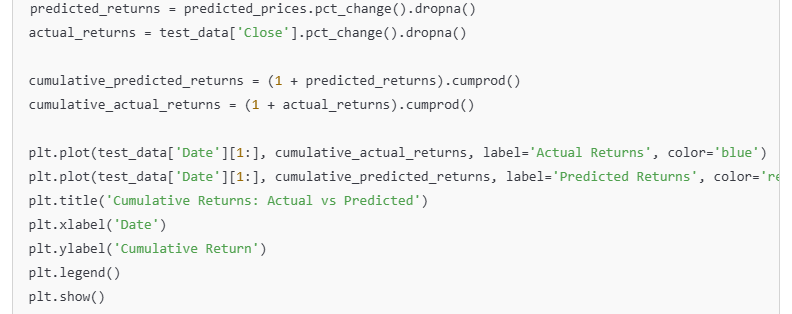 predicted_returns = predicted_prices.pct_change().dropna()
actual_returns = test_data['Close'].pct_change().dropna()
cumulative_predicted_returns = (1 + predicted_returns).cumprod()
cumulative_actual_returns = (1 + actual_returns).cumprod()
plt.plot(test_data['Date'][1:], cumulative_actual_returns, label='Actual Returns', color='blue')
plt.plot(test_data['Date'][1:], cumulative_predicted_returns, label='Predicted Returns', color='re
plt.title('Cumulative Returns: Actual vs Predicted')
plt.xlabel('Date')
plt.ylabel('Cumulative Return')
plt.legend()
plt.show()